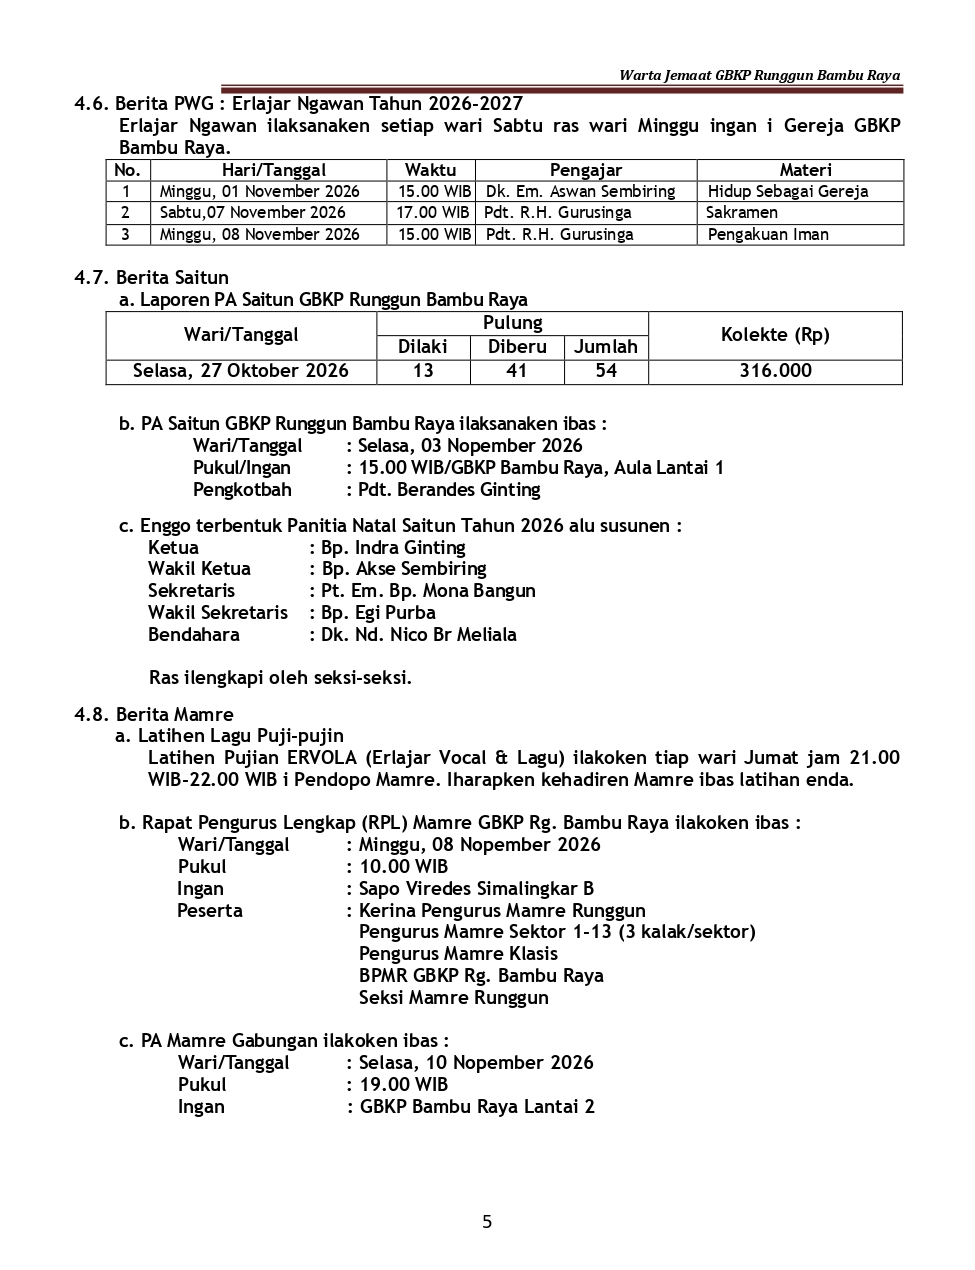 Warta Jemaat GBKP Runggun Bambu Raya
4.6. Berita PWG : Erlajar Ngawan Tahun 2026-2027
Erlajar Ngawan ilaksanaken setiap wari Sabtu ras wari Minggu ingan i Gereja GBKP
Bambu Raya.
No. Hari/Tanggal Waktu Pengajar Materi
1 Minggu, 01 November 2026 15.00 WIB Dk. Em. Aswan Sembiring Hidup Sebagai Gereja
2 Sabtu,07 November 2026 17.00 WIB Pdt. R.H. Gurusinga Sakramen
3 Minggu, 08 November 2026 15.00 WIB Pdt. R.H. Gurusinga Pengakuan Iman
4.7. Berita Saitun
a. Laporen PA Saitun GBKP Runggun Bambu Raya
Wari/Tanggal Pulung Kolekte (Rp)
Dilaki Diberu Jumlah
Selasa, 27 Oktober 2026 13 41 54 316.000
b. PA Saitun GBKP Runggun Bambu Raya ilaksanaken ibas :
Wari/Tanggal : Selasa, 03 Nopember 2026
Pukul/Ingan : 15.00 WIB/GBKP Bambu Raya, Aula Lantai 1
Pengkotbah : Pdt. Berandes Ginting
c. Enggo terbentuk Panitia Natal Saitun Tahun 2026 alu susunen :
Ketua : Bp. Indra Ginting
Wakil Ketua : Bp. Akse Sembiring
Sekretaris : Pt. Em. Bp. Mona Bangun
Wakil Sekretaris : Bp. Egi Purba
Bendahara : Dk. Nd. Nico Br Meliala
Ras ilengkapi oleh seksi-seksi.
4.8. Berita Mamre
a. Latihen Lagu Puji-pujin
Latihen Pujian ERVOLA (Erlajar Vocal & Lagu) ilakoken tiap wari Jumat jam 21.00
WIB-22.00 WIB i Pendopo Mamre. Iharapken kehadiren Mamre ibas latihan enda.
b. Rapat Pengurus Lengkap (RPL) Mamre GBKP Rg. Bambu Raya ilakoken ibas :
Wari/Tanggal : Minggu, 08 Nopember 2026
Pukul : 10.00 WIB
Ingan : Sapo Viredes Simalingkar B
Peserta : Kerina Pengurus Mamre Runggun
Pengurus Mamre Sektor 1-13 (3 kalak/sektor)
Pengurus Mamre Klasis
BPMR GBKP Rg. Bambu Raya
Seksi Mamre Runggun
c. PA Mamre Gabungan ilakoken ibas :
Wari/Tanggal : Selasa, 10 Nopember 2026
Pukul : 19.00 WIB
Ingan : GBKP Bambu Raya Lantai 2
5